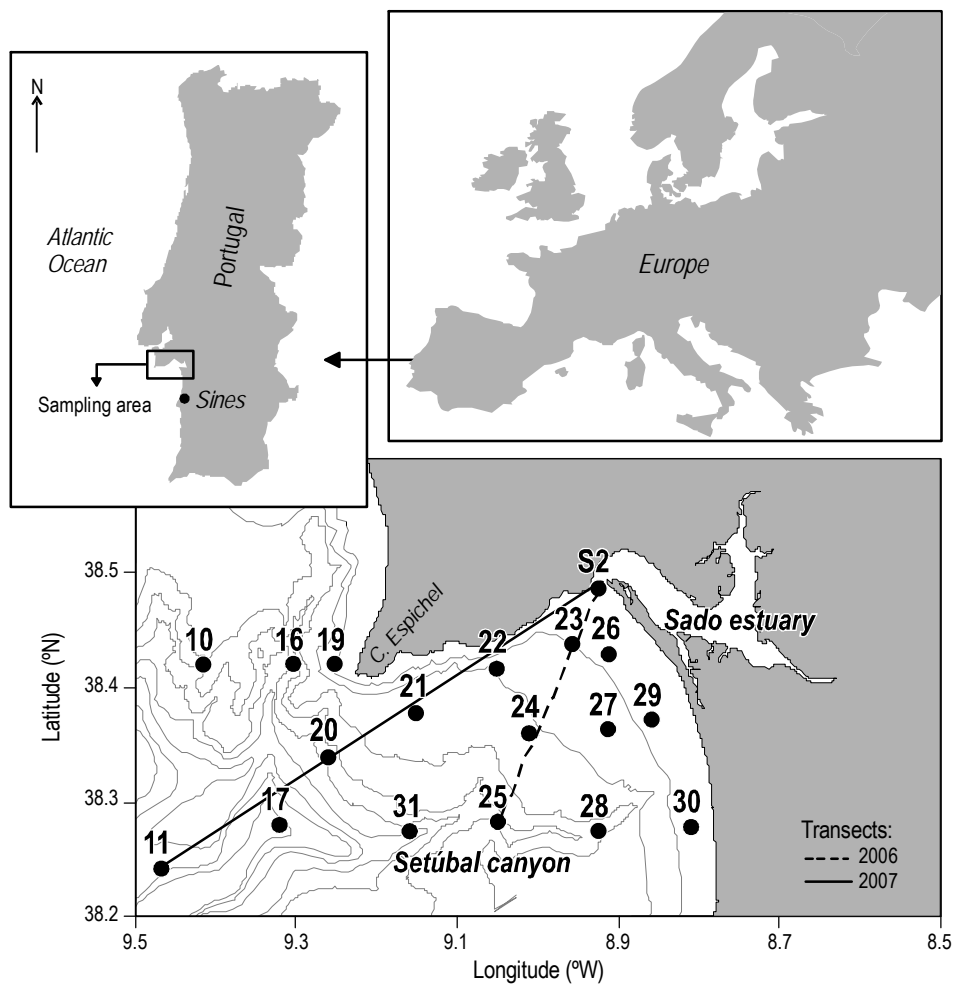 N
Atlantic
Ocean
Portugal
Sampling area
Sines
Europe
Latitude (ºN)
38.5
38.4
38.3
38.2
C. Espichel
S2
Sado estuary
10
16
19
22
23
26
21
24
27
29
20
17
31
25
28
30
11
Setúbal canyon
Transects:
2006
2007
9.5
9.3
9.1
8.9
8.7
8.5
Longitude (ºW)